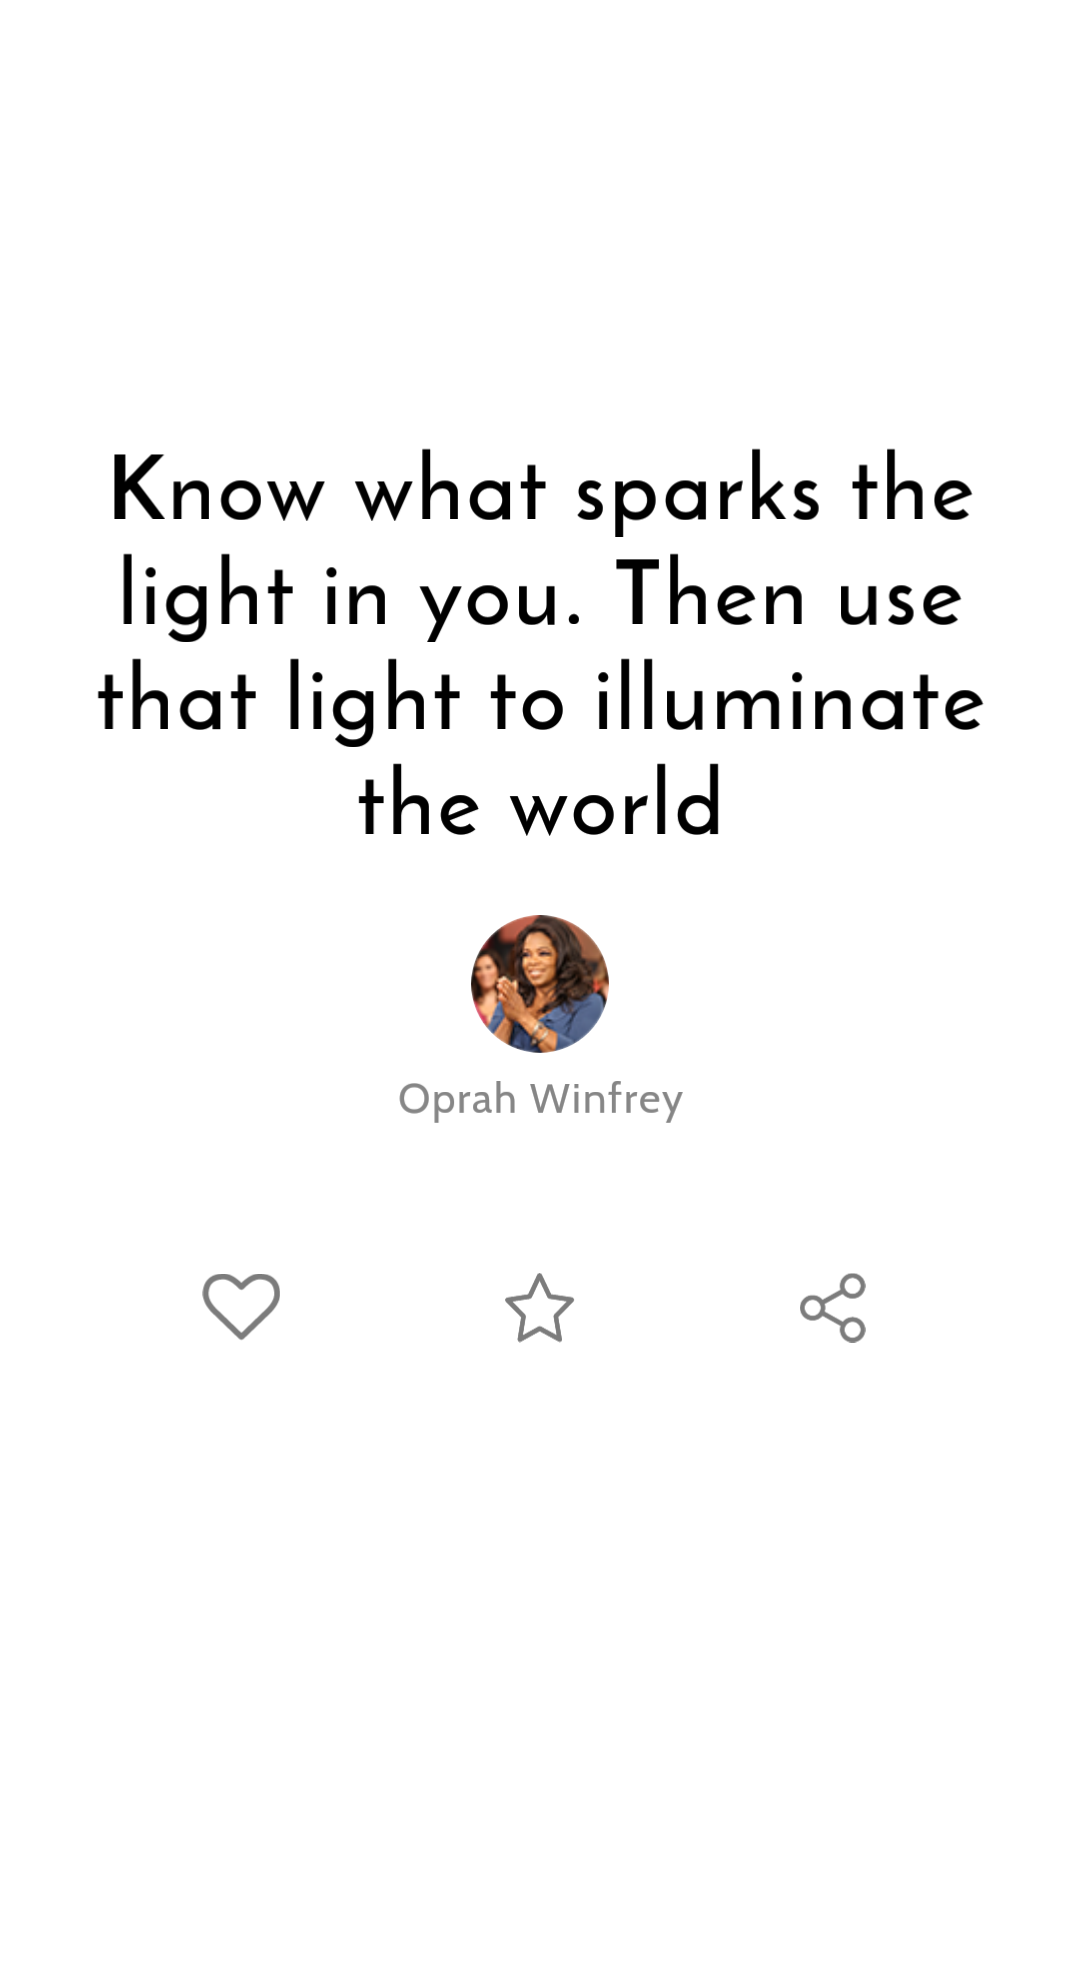 Know what sparks the
light in you. Then use
that light to illuminate
the world
Oprah Winfrey